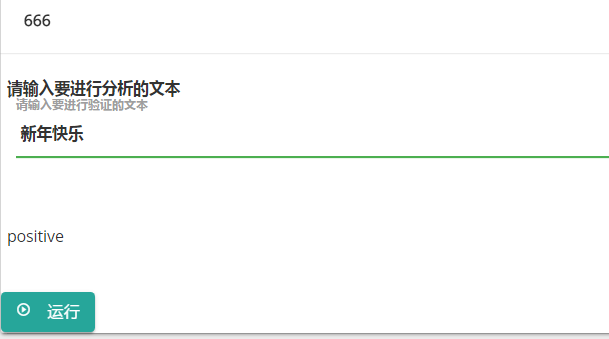 666
请输入要进行分析的文本
请输入要进行验证的文本
新年快乐
positive
运行